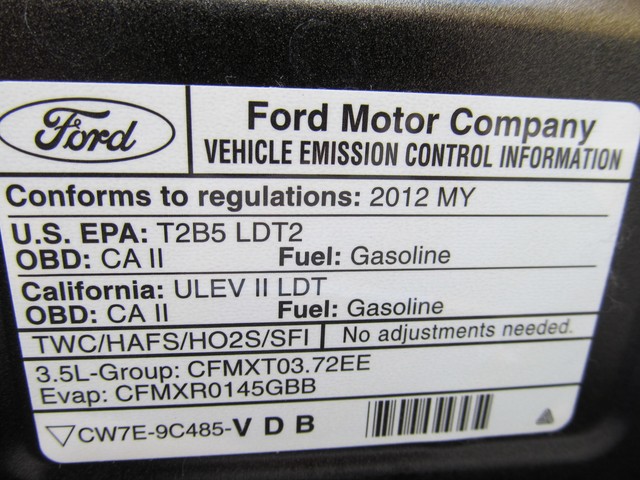 Ford
Ford Motor Company
VEHICLE EMISSION CONTROL INFORMATION
Conforms to regulations: 2012 MY
U.S. EPA: T2B5 LDT2
OBD: CA II Fuel: Gasoline
California: ULEV II LDT
OBD: CA II Fuel: Gasoline
TWC/HAFS/HO2S/SFI No adjustments needed.
3.5L-Group: CFMXT03.72EE
Evap: CFMXR0145GBB
CW7E-9C485-V D B